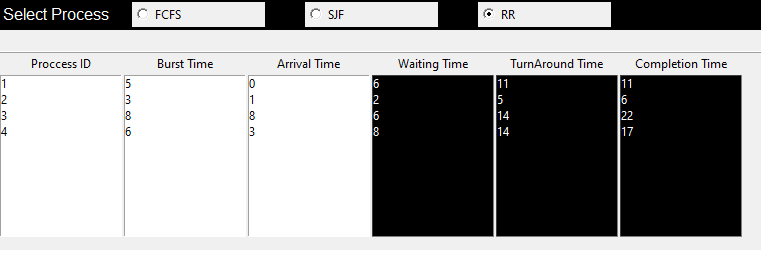 Select Process FCFS SJF RR
Proccess ID Burst Time Arrival Time Waiting Time TurnAround Time Completion Time
1 5 0 6 11 11
2 3 1 2 5 6
3 8 8 6 14 22
4 6 3 8 14 17